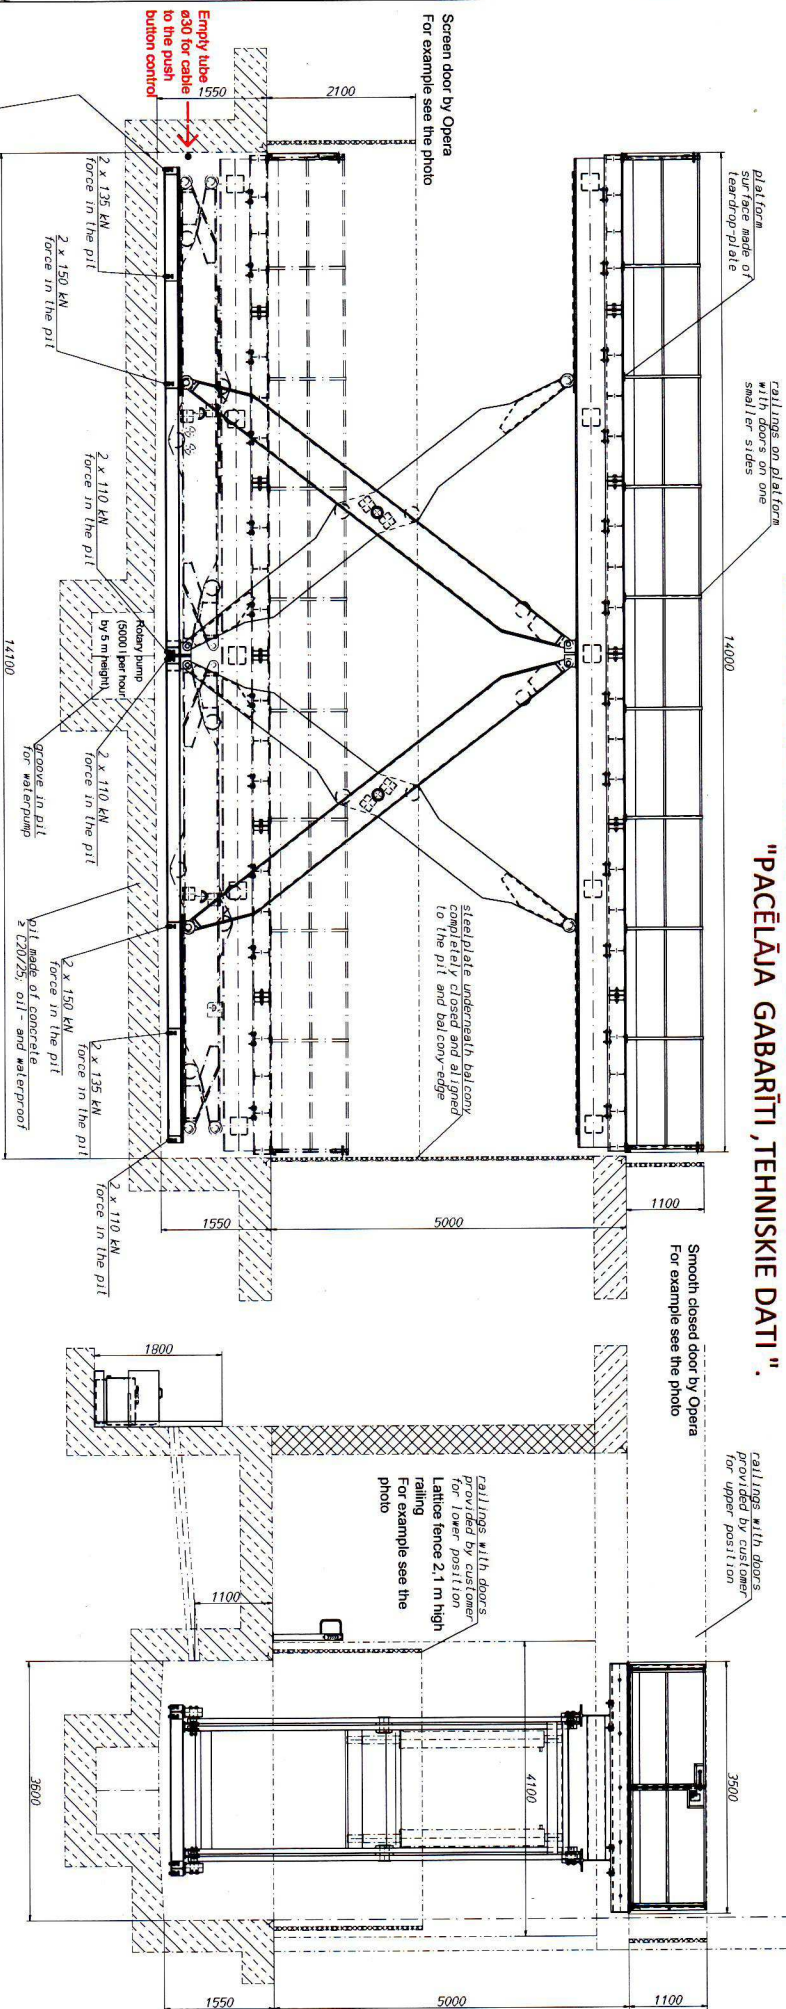 "PACĒLĀJA GABARĪTI ,TEHNISKIE DATI ".
platform
surface made of
teardrop-plate
railings on platform
with doors on one
smaller sides
14000
1100
Screen door by Opera
For example see the photo
2100
1550
Empty tube
ø30 for cable
to the push
button control
steelplate underneath balcony
completely closed and aligned
to the pit and balcony-edge
5000
1550
2 x 135 kN
force in the pit
2 x 150 kN
force in the pit
2 x 110 kN
force in the pit
Rotary pump
(5000 l per hour
by 5 m height)
groove in pit
for waterpump
2 x 110 kN
force in the pit
pit made of concrete
≥ C20/25, oil- and waterproof
2 x 150 kN
force in the pit
2 x 135 kN
force in the pit
2 x 110 kN
force in the pit
14100
Smooth closed door by Opera
For example see the photo
railings with doors
provided by customer
for upper position
1800
railings with doors
provided by customer
for lower position
Lattice fence 2,1 m high
railing
For example see the
photo
1100
3500
4100
3600
1100
5000
1550